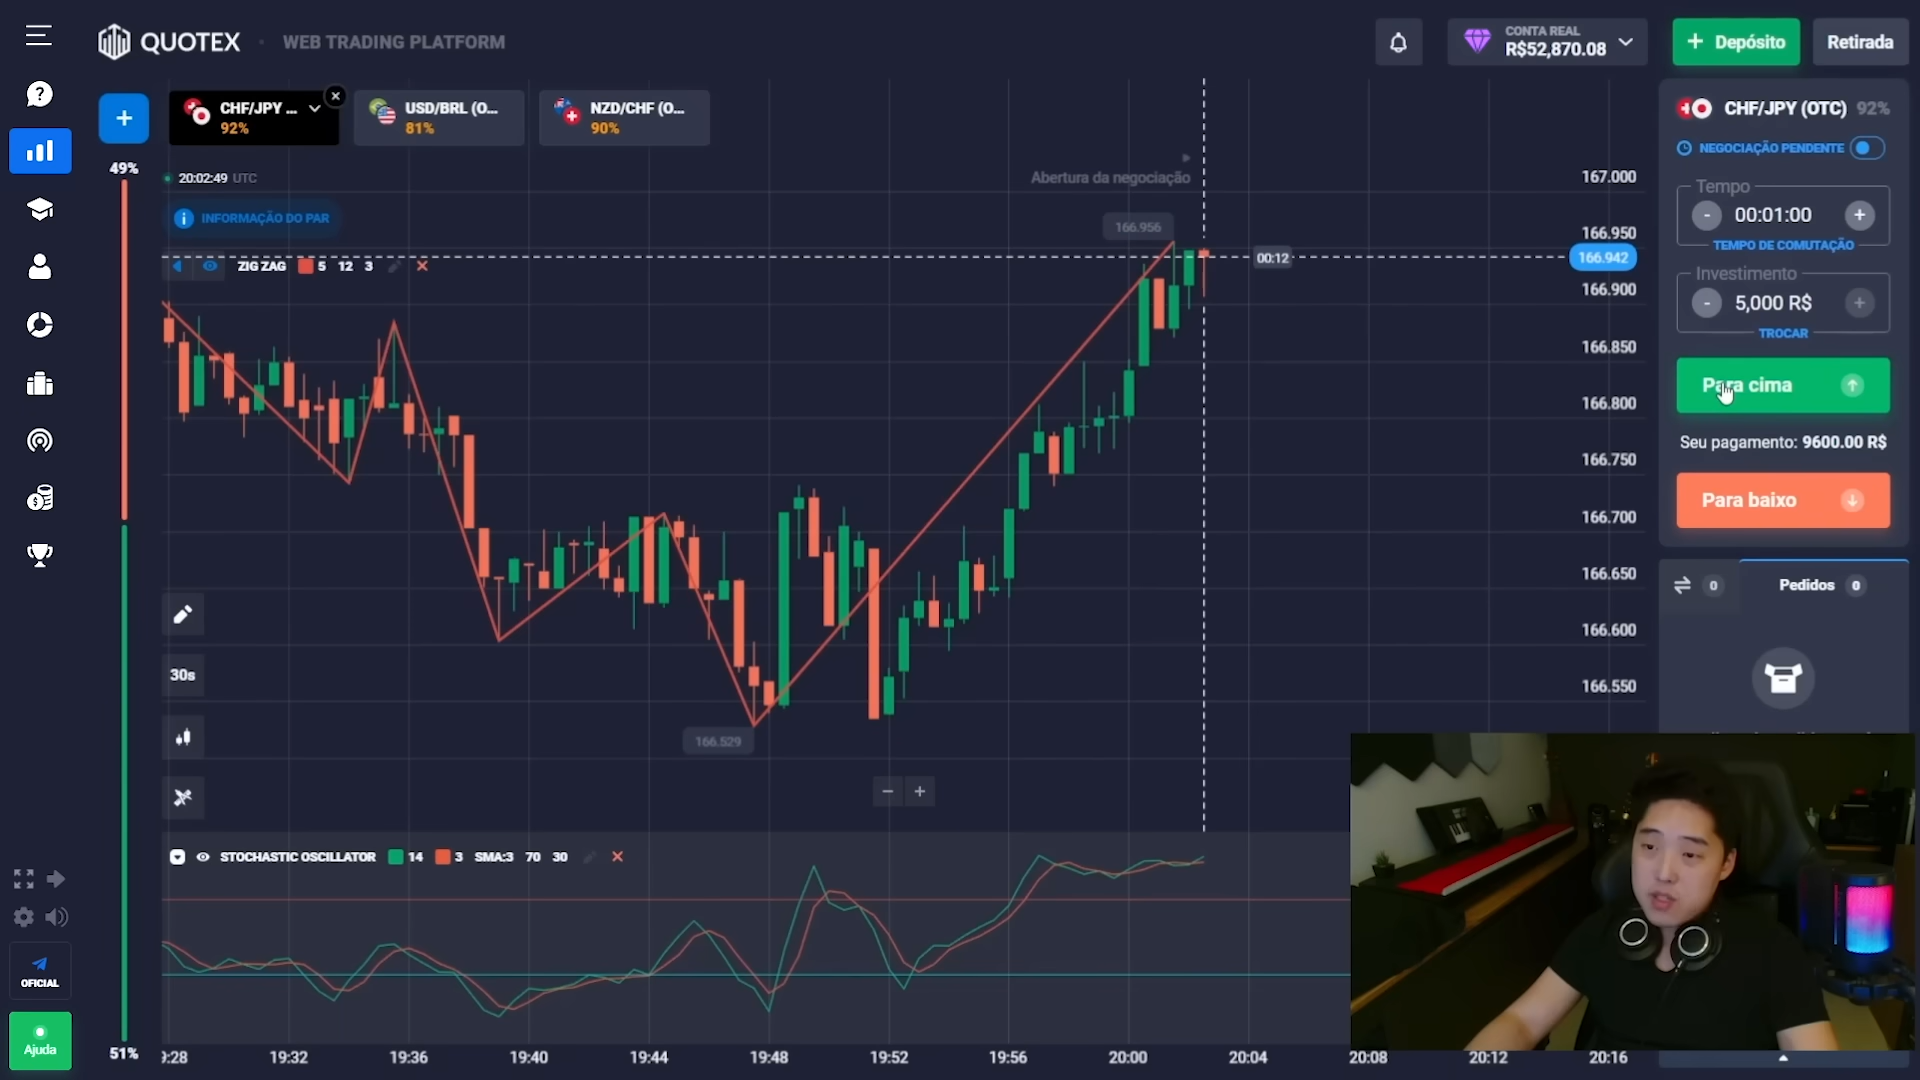 QUOTEX
WEB TRADING PLATFORM
CONTA REAL
R$52,870.08
+ Depósito
Retirada
CHF/JPY ...
92%
USD/BRL (O...
81%
NZD/CHF (O...
90%
49%
20:02:49 UTC
INFORMAÇÃO DO PAR
ZIG ZAG 5 12 3
Abertura da negociação
166.956
00:12
166.942
167.000
166.950
166.900
166.850
166.800
166.750
166.700
166.650
166.600
166.550
166.529
30s
STOCHASTIC OSCILLATOR 14 3 SMA:3 70 30
51%
19:32
19:36
19:40
19:44
19:48
19:52
19:56
20:00
20:04
20:08
20:12
20:16
CHF/JPY (OTC) 92%
NEGOCIAÇÃO PENDENTE
Tempo
- 00:01:00 +
TEMPO DE COMUTAÇÃO
Investimento
- 5,000 R$ +
TROCAR
Para cima
Seu pagamento: 9600.00 R$
Para baixo
0
Pedidos 0
OFICIAL
Ajuda